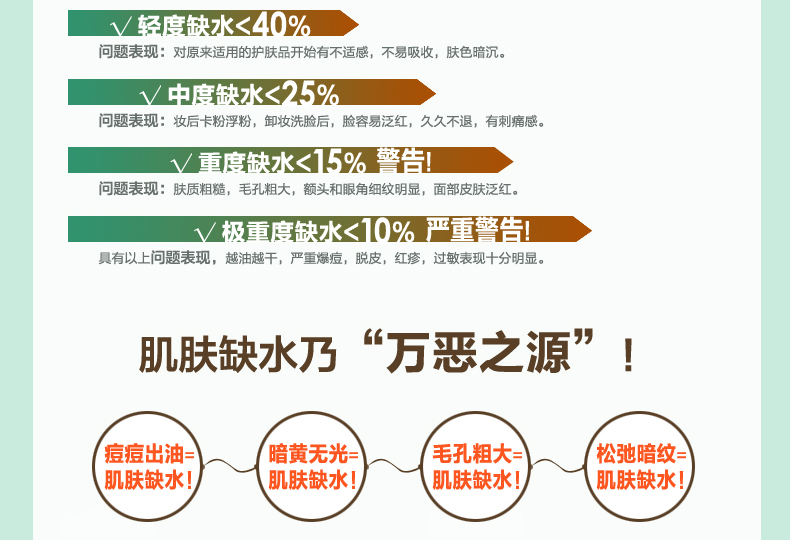 √ 轻度缺水<40%
问题表现：对原来适用的护肤品开始有不适感，不易吸收，肤色暗沉。
√ 中度缺水<25%
问题表现：妆后卡粉浮粉，卸妆洗脸后，脸容易泛红，久久不退，有刺痛感。
√ 重度缺水<15% 警告!
问题表现：肤质粗糙，毛孔粗大，额头和眼角细纹明显，面部皮肤泛红。
√ 极重度缺水<10% 严重警告!
具有以上问题表现，越油越干，严重爆痘，脱皮，红疹，过敏表现十分明显。
肌肤缺水乃“万恶之源”！
痘痘出油=
肌肤缺水!
暗黄无光=
肌肤缺水!
毛孔粗大=
肌肤缺水!
松弛暗纹=
肌肤缺水!